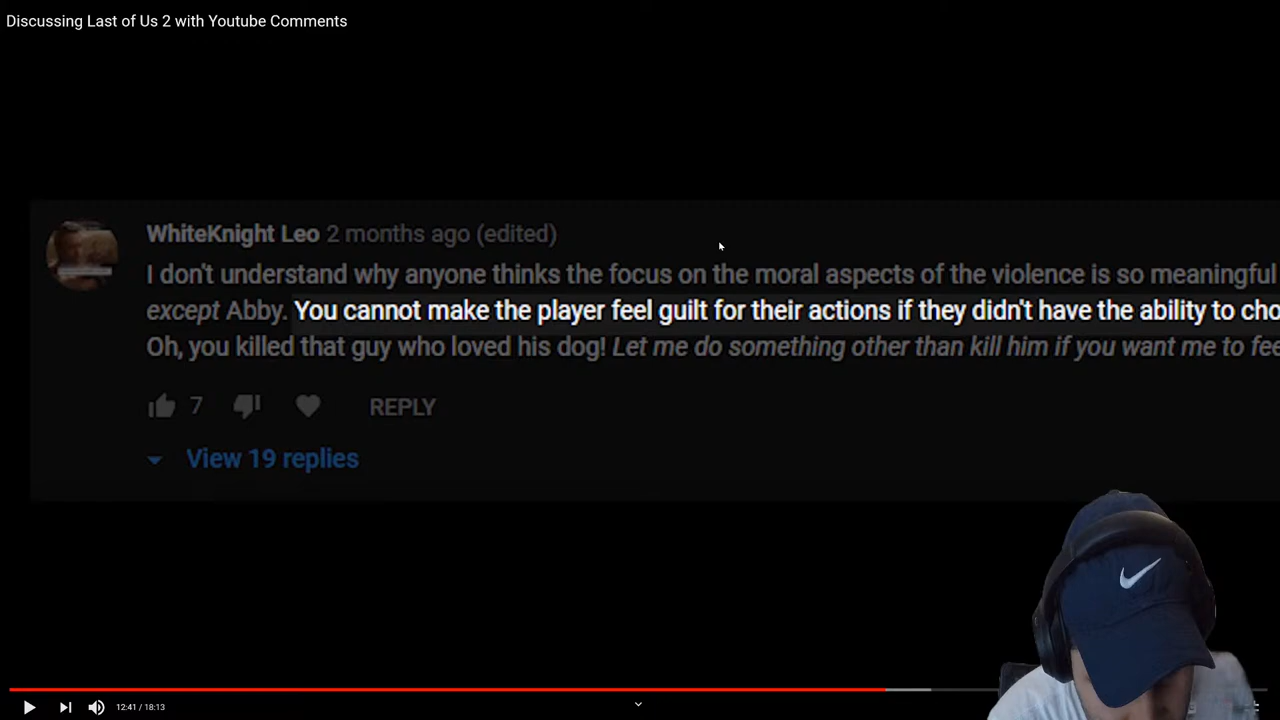 Discussing Last of Us 2 with Youtube Comments
WhiteKnight Leo 2 months ago (edited)
I don't understand why anyone thinks the focus on the moral aspects of the violence is so meaningful
except Abby. You cannot make the player feel guilt for their actions if they didn't have the ability to cho
Oh, you killed that guy who loved his dog! Let me do something other than kill him if you want me to fee
7 REPLY
View 19 replies
12:41 / 18:13